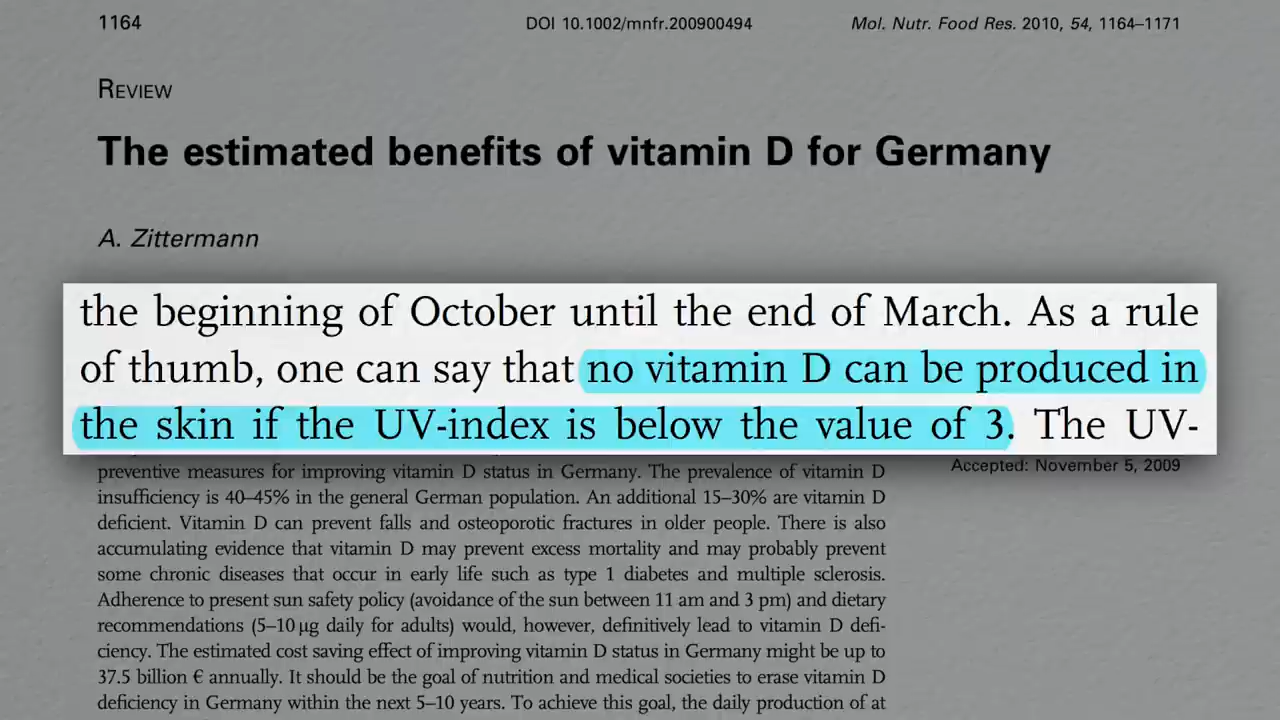 1164
DOI 10.1002/mnfr.200900494
Mol. Nutr. Food Res. 2010, 54, 1164–1171
REVIEW
The estimated benefits of vitamin D for Germany
A. Zittermann
the beginning of October until the end of March. As a rule
of thumb, one can say that no vitamin D can be produced in
the skin if the UV-index is below the value of 3. The UV-
Accepted: November 5, 2009
preventive measures for improving vitamin D status in Germany. The prevalence of vitamin D
insufficiency is 40–45% in the general German population. An additional 15–30% are vitamin D
deficient. Vitamin D can prevent falls and osteoporotic fractures in older people. There is also
accumulating evidence that vitamin D may prevent excess mortality and may probably prevent
some chronic diseases that occur in early life such as type 1 diabetes and multiple sclerosis.
Adherence to present sun safety policy (avoidance of the sun between 11 am and 3 pm) and dietary
recommendations (5–10 μg daily for adults) would, however, definitively lead to vitamin D defi-
ciency. The estimated cost saving effect of improving vitamin D status in Germany might be up to
37.5 billion € annually. It should be the goal of nutrition and medical societies to erase vitamin D
deficiency in Germany within the next 5–10 years. To achieve this goal, the daily production of at